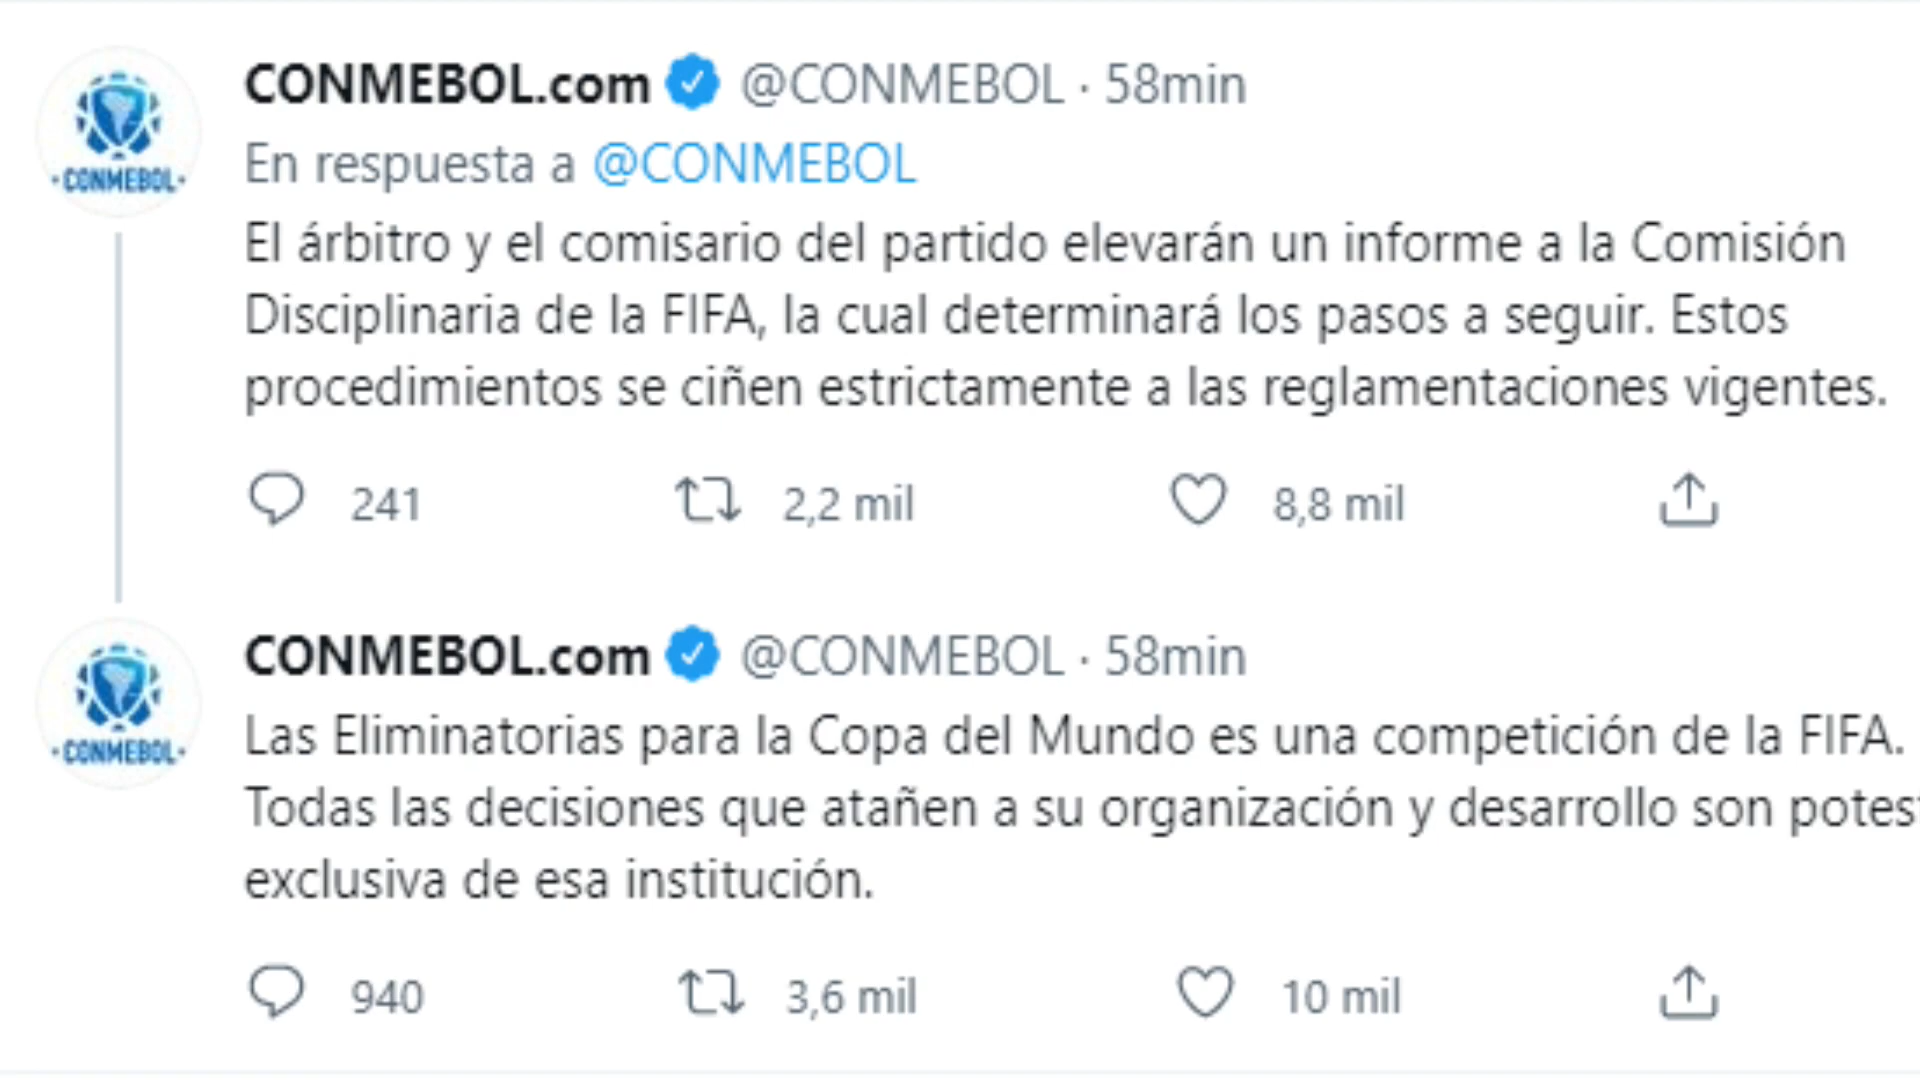 CONMEBOL.com @CONMEBOL · 58min
·CONMEBOL·
En respuesta a @CONMEBOL
El árbitro y el comisario del partido elevarán un informe a la Comisión
Disciplinaria de la FIFA, la cual determinará los pasos a seguir. Estos
procedimientos se ciñen estrictamente a las reglamentaciones vigentes.
241 2,2 mil 8,8 mil
CONMEBOL.com @CONMEBOL · 58min
·CONMEBOL·
Las Eliminatorias para la Copa del Mundo es una competición de la FIFA.
Todas las decisiones que atañen a su organización y desarrollo son potes
exclusiva de esa institución.
940 3,6 mil 10 mil